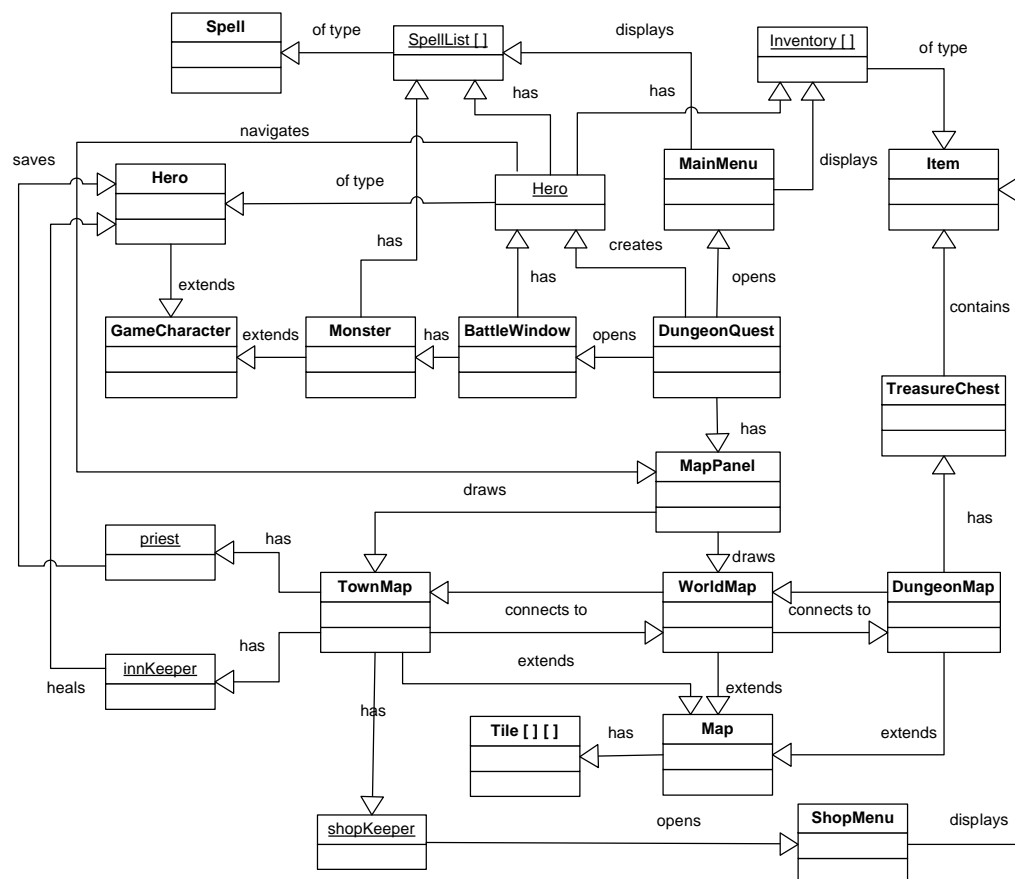 Spell
of type
SpellList [ ]
displays
Inventory [ ]
of type
has
has
navigates
saves
Hero
of type
Hero
MainMenu
displays
Item
has
creates
extends
has
opens
contains
GameCharacter
extends
Monster
has
BattleWindow
opens
DungeonQuest
TreasureChest
has
MapPanel
draws
has
priest
has
draws
TownMap
connects to
WorldMap
connects to
DungeonMap
has
extends
innKeeper
heals
extends
has
Tile [ ] [ ]
has
Map
extends
shopKeeper
opens
ShopMenu
displays